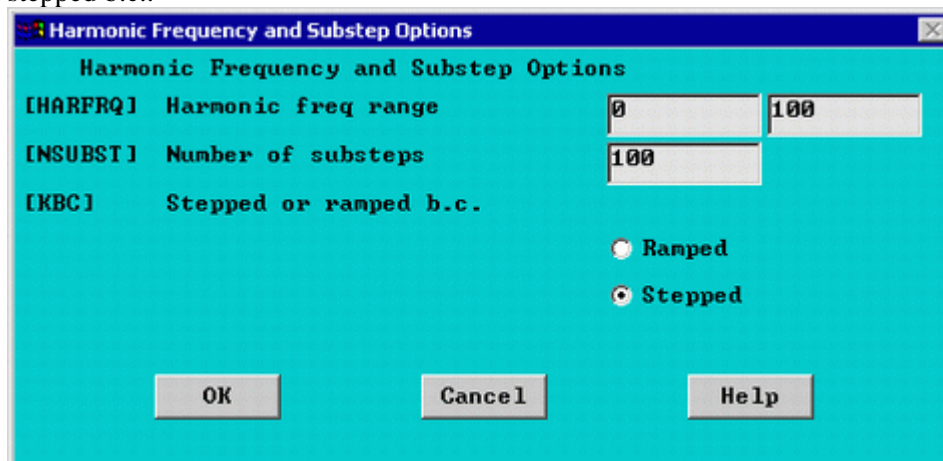 stepped b.c..
Harmonic Frequency and Substep Options
Harmonic Frequency and Substep Options
[HARFRQ] Harmonic freq range 0 100
[NSUBST] Number of substeps 100
[KBC] Stepped or ramped b.c.
Ramped
Stepped
OK Cancel Help